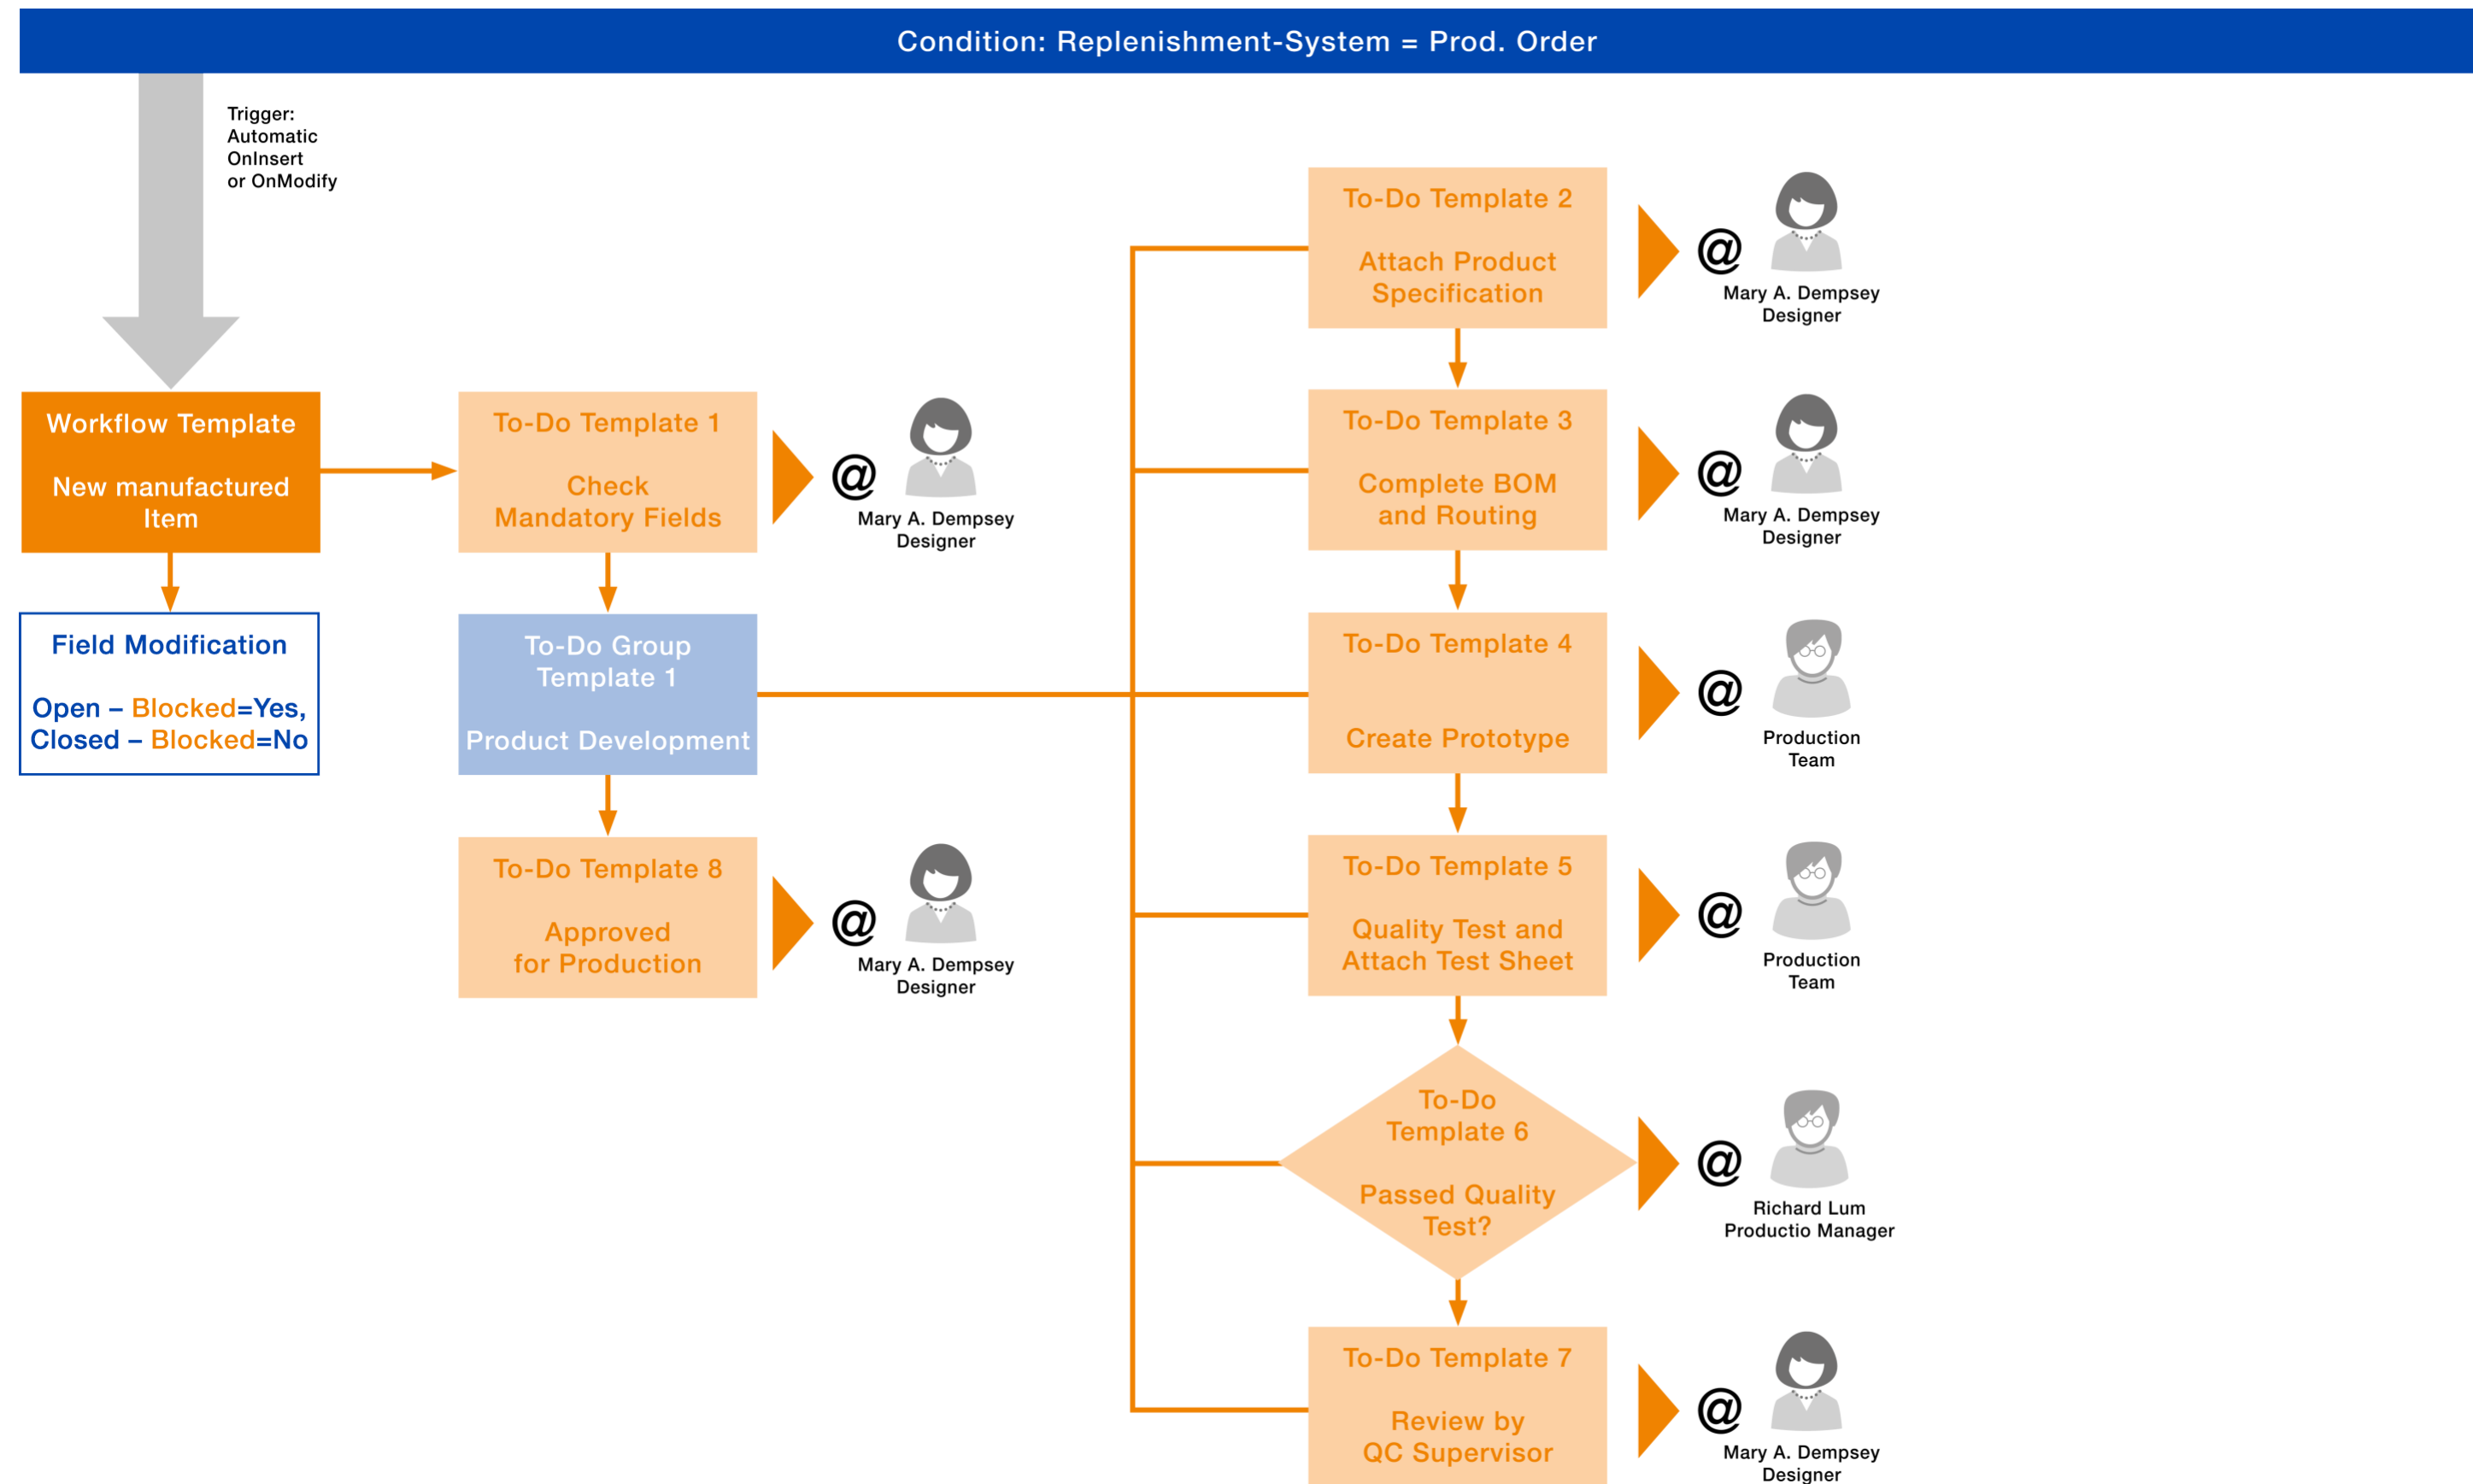 Condition: Replenishment-System = Prod. Order
Trigger:
Automatic
OnInsert
or OnModify
Workflow Template
New manufactured
Item
Field Modification
Open – Blocked=Yes,
Closed – Blocked=No
To-Do Template 1
Check
Mandatory Fields
@
Mary A. Dempsey
Designer
To-Do Group
Template 1
Product Development
To-Do Template 8
Approved
for Production
@
Mary A. Dempsey
Designer
To-Do Template 2
Attach Product
Specification
@
Mary A. Dempsey
Designer
To-Do Template 3
Complete BOM
and Routing
@
Mary A. Dempsey
Designer
To-Do Template 4
Create Prototype
@
Production
Team
To-Do Template 5
Quality Test and
Attach Test Sheet
@
Production
Team
To-Do
Template 6
Passed Quality
Test?
@
Richard Lum
Productio Manager
To-Do Template 7
Review by
QC Supervisor
@
Mary A. Dempsey
Designer